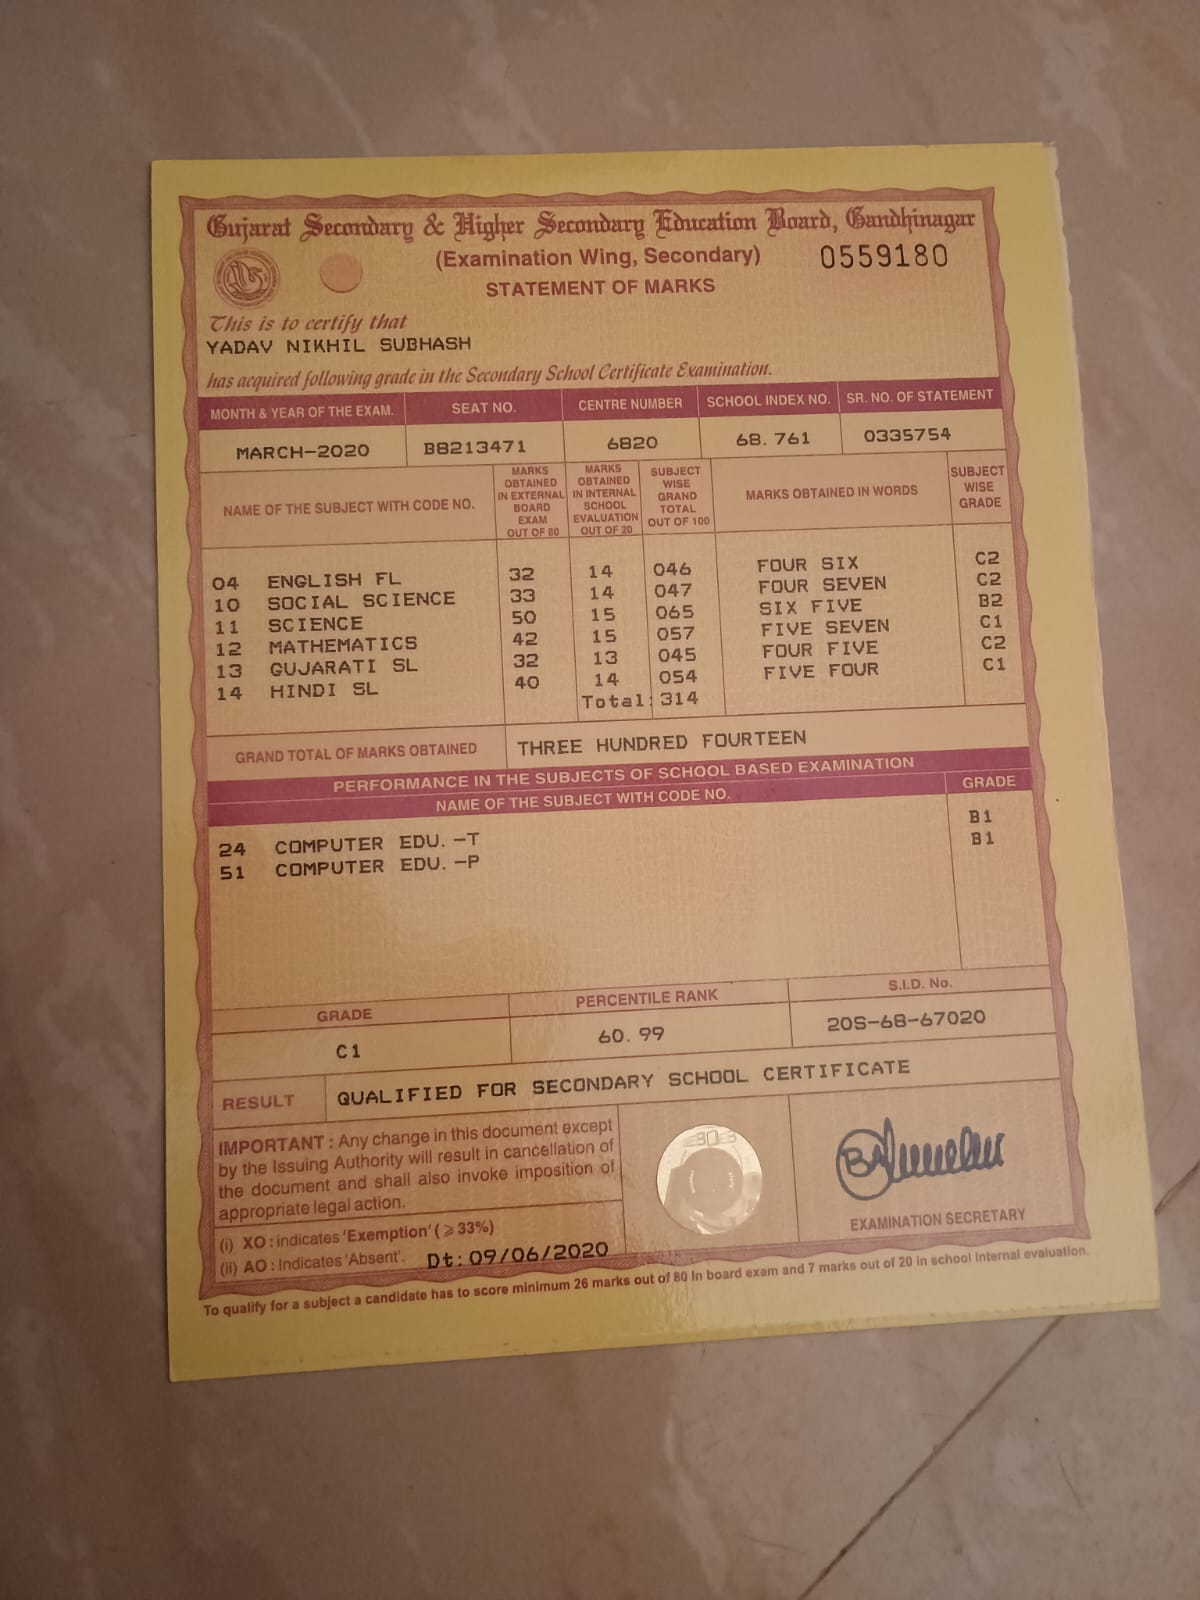 Gujarat Secondary & Higher Secondary Education Board, Gandhinagar
(Examination Wing, Secondary)
0559180
STATEMENT OF MARKS
This is to certify that
YADAV NIKHIL SUBHASH
has acquired following grade in the Secondary School Certificate Examination.
MONTH & YEAR OF THE EXAM. SEAT NO. CENTRE NUMBER SCHOOL INDEX NO. SR. NO. OF STATEMENT
MARCH-2020 B8213471 6820 68.761 0335754
NAME OF THE SUBJECT WITH CODE NO. MARKS OBTAINED IN EXTERNAL BOARD EXAM OUT OF 80 MARKS OBTAINED IN INTERNAL SCHOOL EVALUATION OUT OF 20 SUBJECT WISE GRAND TOTAL OUT OF 100 MARKS OBTAINED IN WORDS SUBJECT WISE GRADE
04 ENGLISH FL 32 14 046 FOUR SIX C2
10 SOCIAL SCIENCE 33 14 047 FOUR SEVEN C2
11 SCIENCE 50 15 065 SIX FIVE B2
12 MATHEMATICS 42 15 057 FIVE SEVEN C1
13 GUJARATI SL 32 13 045 FOUR FIVE C2
14 HINDI SL 40 14 054 FIVE FOUR C1
Total: 314
GRAND TOTAL OF MARKS OBTAINED THREE HUNDRED FOURTEEN
PERFORMANCE IN THE SUBJECTS OF SCHOOL BASED EXAMINATION
NAME OF THE SUBJECT WITH CODE NO. GRADE
24 COMPUTER EDU. -T B1
51 COMPUTER EDU. -P B1
GRADE PERCENTILE RANK S.I.D. No.
C1 60.99 20S-68-67020
RESULT QUALIFIED FOR SECONDARY SCHOOL CERTIFICATE
IMPORTANT : Any change in this document except
by the Issuing Authority will result in cancellation of
the document and shall also invoke imposition of
appropriate legal action.
(i) XO : indicates 'Exemption' (⩾ 33%)
(ii) AO : Indicates 'Absent'. Dt: 09/06/2020
EXAMINATION SECRETARY
To qualify for a subject a candidate has to score minimum 26 marks out of 80 In board exam and 7 marks out of 20 in school internal evaluation.